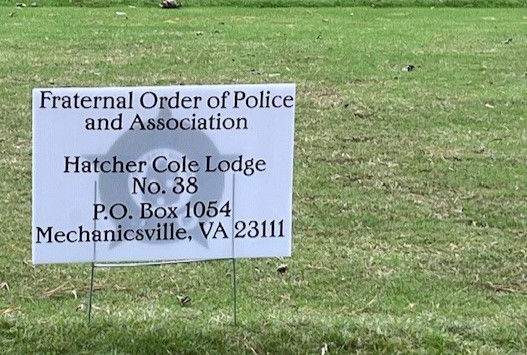 Fraternal Order of Police
and Association
Hatcher Cole Lodge
No. 38
P.O. Box 1054
Mechanicsville, VA 23111